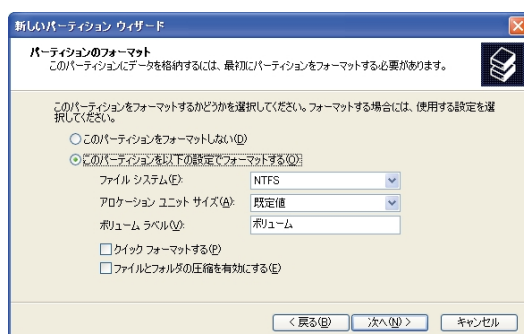 新しいパーティション ウィザード
パーティションのフォーマット
このパーティションにデータを格納するには、最初にパーティションをフォーマットする必要があります。
このパーティションをフォーマットするかどうかを選択してください。フォーマットする場合には、使用する設定を選
択してください。
このパーティションをフォーマットしない(D)
このパーティションを以下の設定でフォーマットする(O):
ファイル システム(F): NTFS
アロケーション ユニット サイズ(A): 既定値
ボリューム ラベル(V): ボリューム
クイック フォーマットする(P)
ファイルとフォルダの圧縮を有効にする(E)
< 戻る(B) 次へ(N) > キャンセル